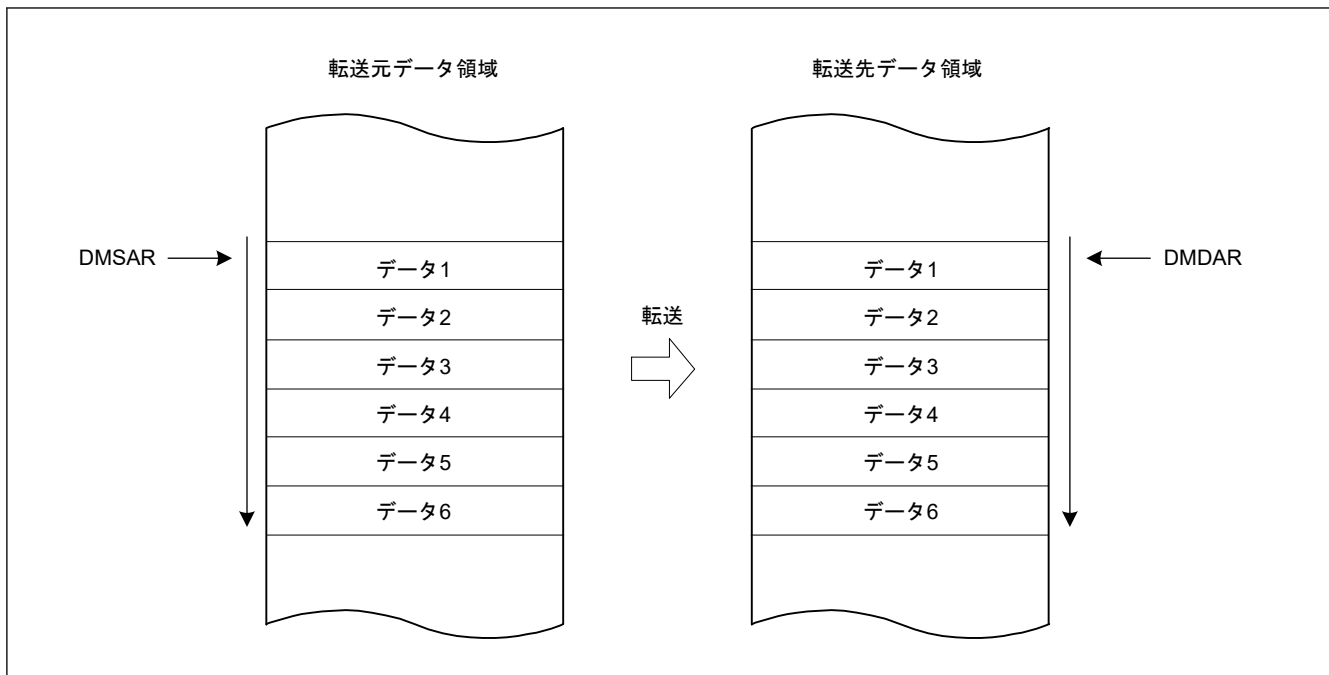 転送元データ領域
転送先データ領域
DMSAR
DMDAR
データ1
データ2
データ3
データ4
データ5
データ6
転送
データ1
データ2
データ3
データ4
データ5
データ6